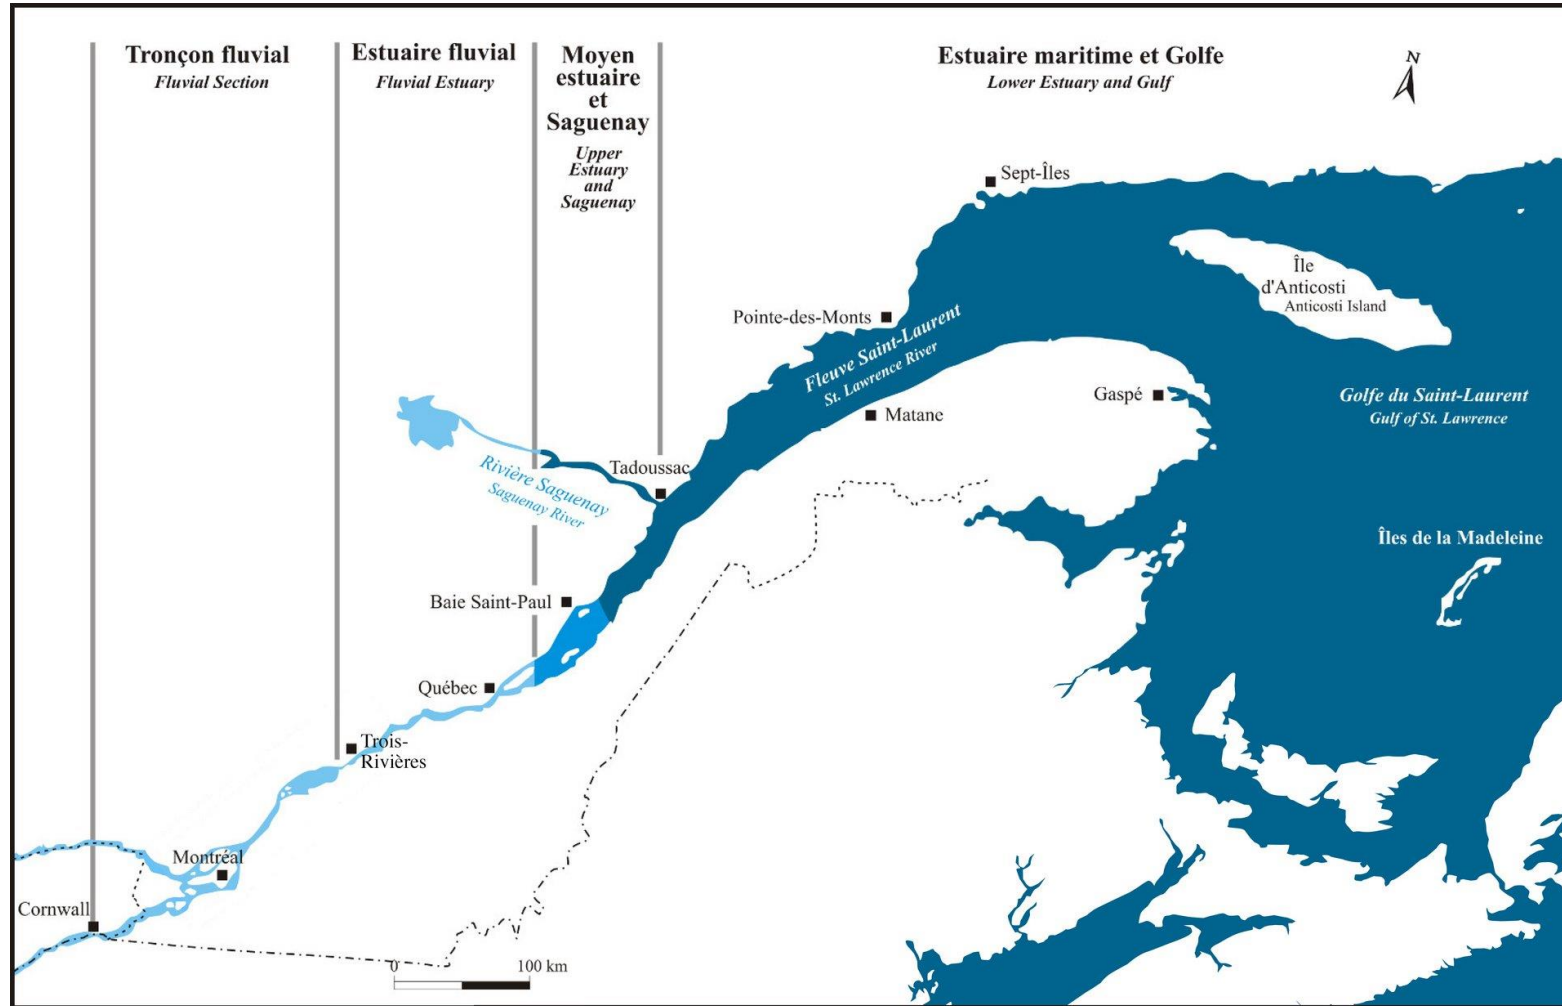 Tronçon fluvial
Fluvial Section
Estuaire fluvial
Fluvial Estuary
Moyen
estuaire
et
Saguenay
Upper
Estuary
and
Saguenay
Estuaire maritime et Golfe
Lower Estuary and Gulf
N
Sept-Îles
Île
d'Anticosti
Anticosti Island
Pointe-des-Monts
Fleuve Saint-Laurent
St. Lawrence River
Gaspé
Golfe du Saint-Laurent
Gulf of St. Lawrence
Matane
Rivière Saguenay
Saguenay River
Tadoussac
Îles de la Madeleine
Baie Saint-Paul
Québec
Trois-
Rivières
Montréal
Cornwall
0 100 km